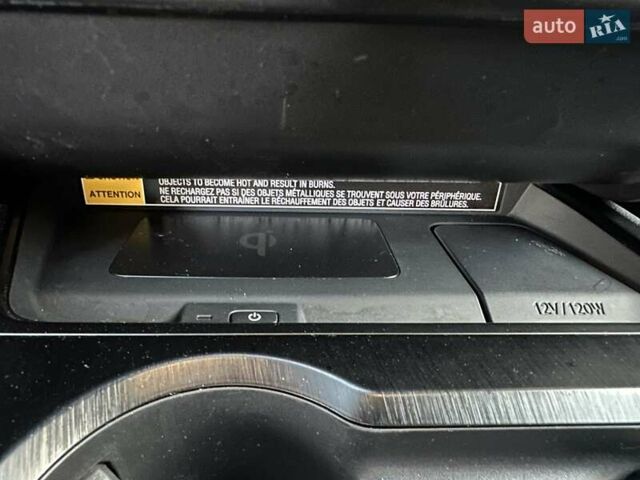 auto RIA.com
OBJECTS TO BECOME HOT AND RESULT IN BURNS.
ATTENTION
NE RECHARGEZ PAS SI DES OBJETS MÉTALLIQUES SE TROUVENT SOUS VOTRE PÉRIPHÉRIQUE.
CELA POURRAIT ENTRAÎNER LE RÉCHAUFFEMENT DES OBJETS ET CAUSER DES BRÛLURES.
12V/120W